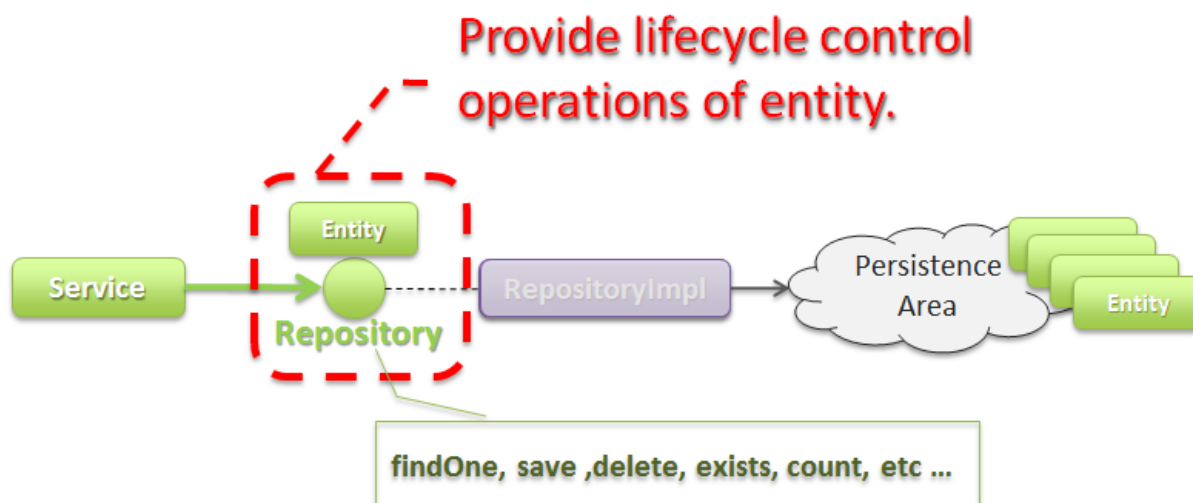 Provide lifecycle control
operations of entity.
Entity
Service
Repository
RepositoryImpl
Persistence
Area
Entity
findOne, save ,delete, exists, count, etc ...